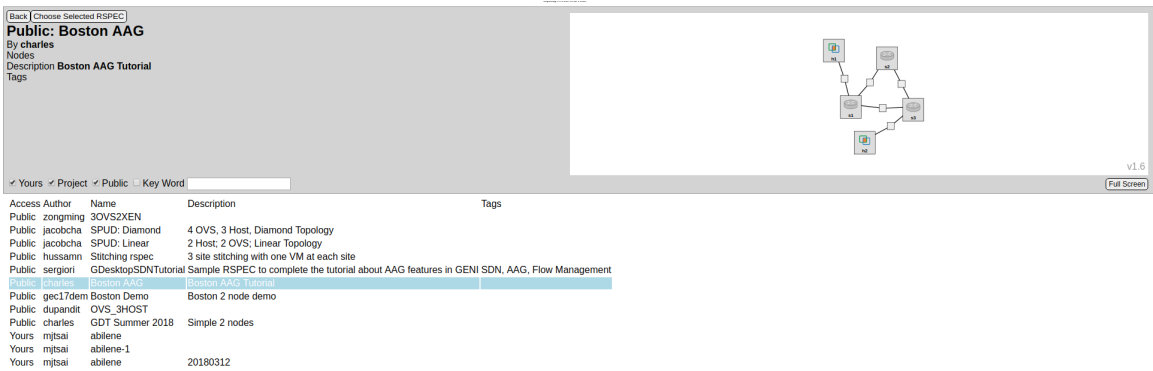 Back Choose Selected RSPEC
Public: Boston AAG
By charles
Nodes
Description Boston AAG Tutorial
Tags
h1
s2
s1
s3
h2
v1.6
Yours Project Public Key Word
Full Screen
Access Author Name Description Tags
Public zongming 3OVS2XEN
Public jacobcha SPUD: Diamond 4 OVS, 3 Host, Diamond Topology
Public jacobcha SPUD: Linear 2 Host; 2 OVS; Linear Topology
Public hussamn Stitching rspec 3 site stitching with one VM at each site
Public sergiori GDesktopSDNTutorial Sample RSPEC to complete the tutorial about AAG features in GENI SDN, AAG, Flow Management
Public charles Boston AAG Boston AAG Tutorial
Public gec17dem Boston Demo Boston 2 node demo
Public dupandit OVS_3HOST
Public charles GDT Summer 2018 Simple 2 nodes
Yours mjtsai abilene
Yours mjtsai abilene-1
Yours mjtsai abilene 20180312